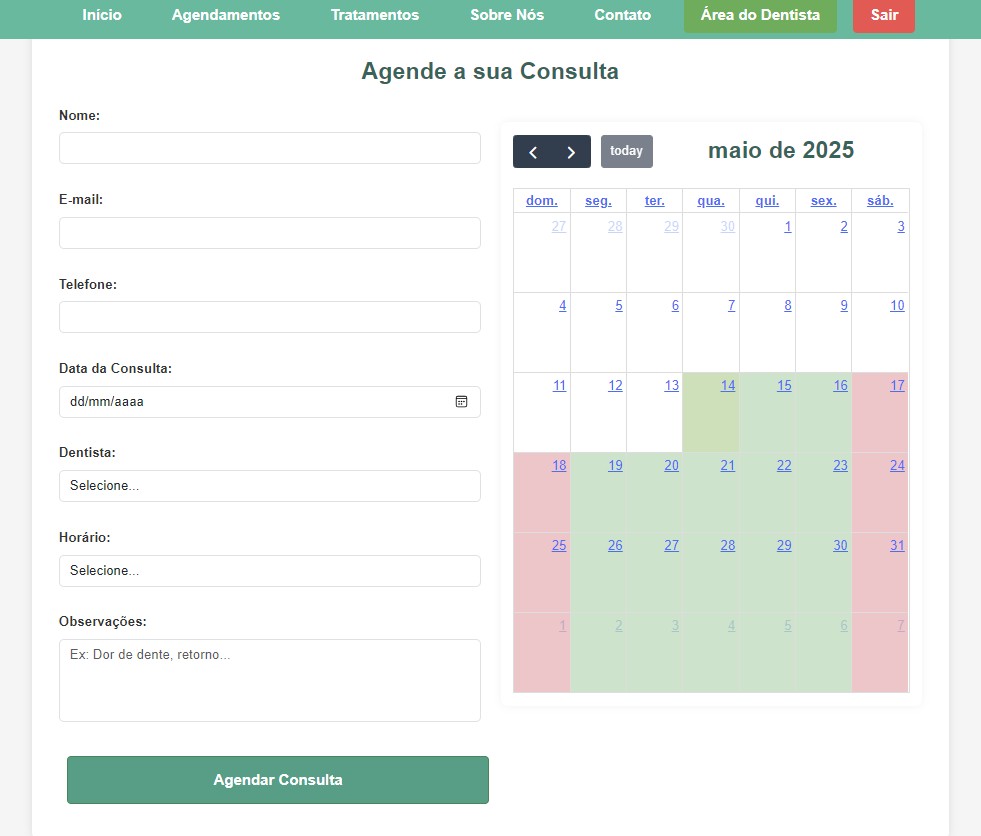 Início Agendamentos Tratamentos Sobre Nós Contato Área do Dentista Sair
Agende a sua Consulta
Nome:
E-mail:
Telefone:
Data da Consulta:
dd/mm/aaaa
Dentista:
Selecione...
Horário:
Selecione...
Observações:
Ex: Dor de dente, retorno...
Agendar Consulta
today maio de 2025
dom. seg. ter. qua. qui. sex. sáb.
27 28 29 30 1 2 3
4 5 6 7 8 9 10
11 12 13 14 15 16 17
18 19 20 21 22 23 24
25 26 27 28 29 30 31
1 2 3 4 5 6 7